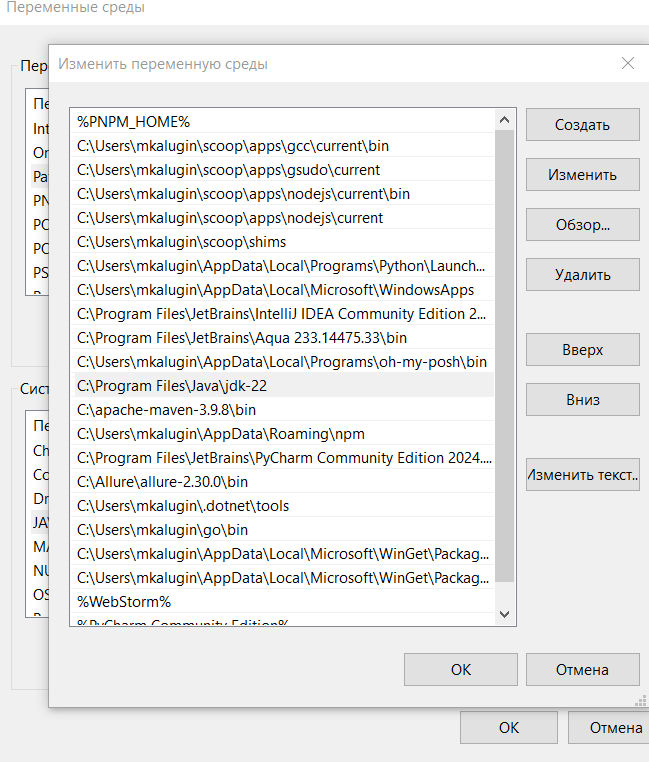 Переменные среды
Изменить переменную среды
%PNPM_HOME%
C:\Users\mkalugin\scoop\apps\gcc\current\bin
C:\Users\mkalugin\scoop\apps\gsudo\current
C:\Users\mkalugin\scoop\apps\nodejs\current\bin
C:\Users\mkalugin\scoop\apps\nodejs\current
C:\Users\mkalugin\scoop\shims
C:\Users\mkalugin\AppData\Local\Programs\Python\Launch...
C:\Users\mkalugin\AppData\Local\Microsoft\WindowsApps
C:\Program Files\JetBrains\IntelliJ IDEA Community Edition 2...
C:\Program Files\JetBrains\Aqua 233.14475.33\bin
C:\Users\mkalugin\AppData\Local\Programs\oh-my-posh\bin
C:\Program Files\Java\jdk-22
C:\apache-maven-3.9.8\bin
C:\Users\mkalugin\AppData\Roaming\npm
C:\Program Files\JetBrains\PyCharm Community Edition 2024....
C:\Allure\allure-2.30.0\bin
C:\Users\mkalugin\.dotnet\tools
C:\Users\mkalugin\go\bin
C:\Users\mkalugin\AppData\Local\Microsoft\WinGet\Packag...
C:\Users\mkalugin\AppData\Local\Microsoft\WinGet\Packag...
%WebStorm%
%PyCharm Community Edition%
Создать
Изменить
Обзор...
Удалить
Вверх
Вниз
Изменить текст..
OK
Отмена
Пер
Пе
Int
On
Pa
PN
PC
PC
PS
Сист
Пе
Ch
Co
Dr
JA
MA
NU
OS
OK
Отмена